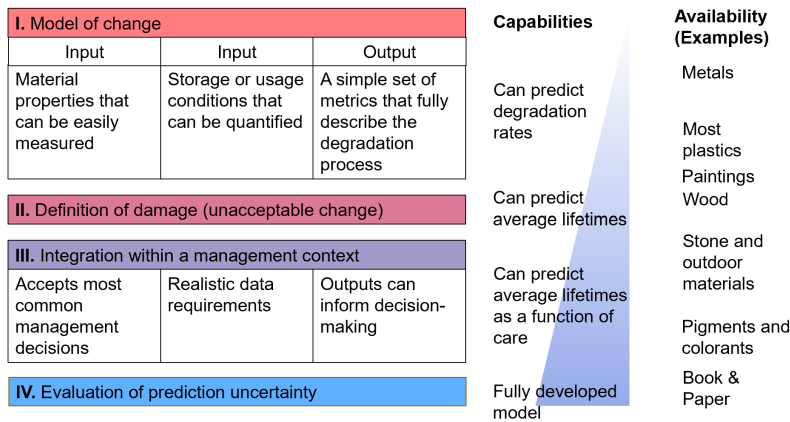 I. Model of change
Input
Input
Output
Material
properties that
can be easily
measured
Storage or usage
conditions that
can be quantified
A simple set of
metrics that fully
describe the
degradation
process
II. Definition of damage (unacceptable change)
III. Integration within a management context
Accepts most
common
management
decisions
Realistic data
requirements
Outputs can
inform decision-
making
IV. Evaluation of prediction uncertainty
Capabilities
Can predict
degradation
rates
Can predict
average lifetimes
Can predict
average lifetimes
as a function of
care
Fully developed
model
Availability
(Examples)
Metals
Most
plastics
Paintings
Wood
Stone and
outdoor
materials
Pigments and
colorants
Book &
Paper